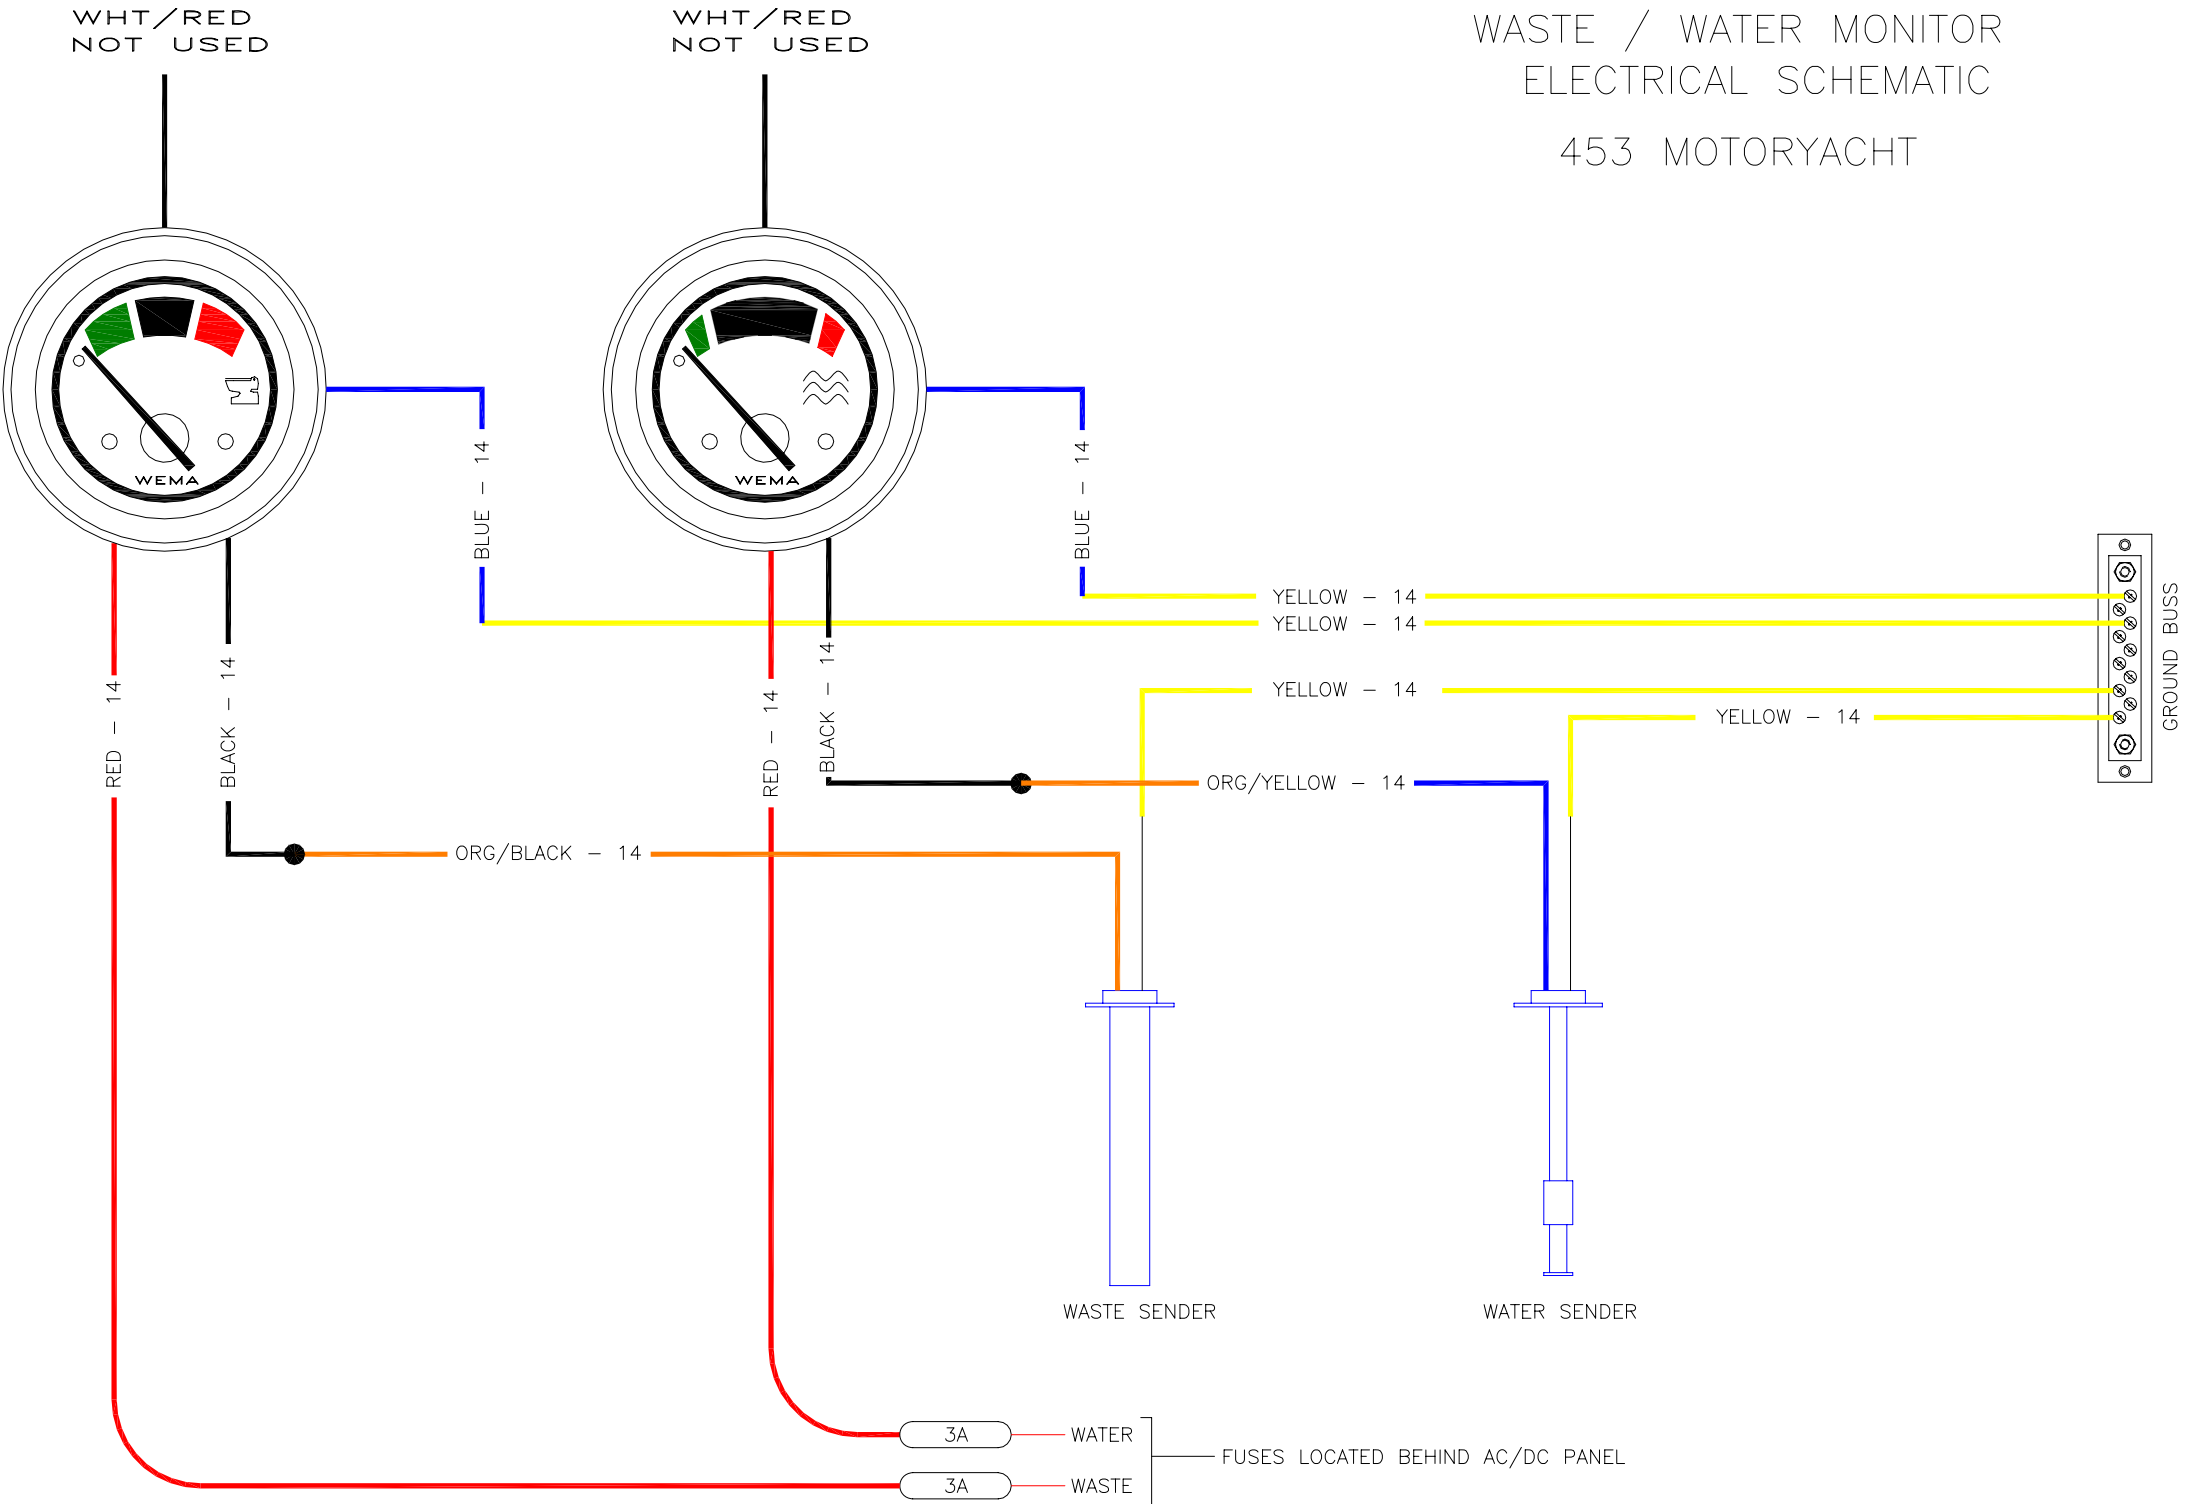 WHT/RED
NOT USED
WHT/RED
NOT USED
WASTE / WATER MONITOR
ELECTRICAL SCHEMATIC
453 MOTORYACHT
WEMA
WEMA
BLUE - 14
BLUE - 14
YELLOW - 14
YELLOW - 14
YELLOW - 14
YELLOW - 14
GROUND BUSS
RED - 14
BLACK - 14
RED - 14
BLACK - 14
ORG/YELLOW - 14
ORG/BLACK - 14
WASTE SENDER
WATER SENDER
3A
WATER
FUSES LOCATED BEHIND AC/DC PANEL
3A
WASTE